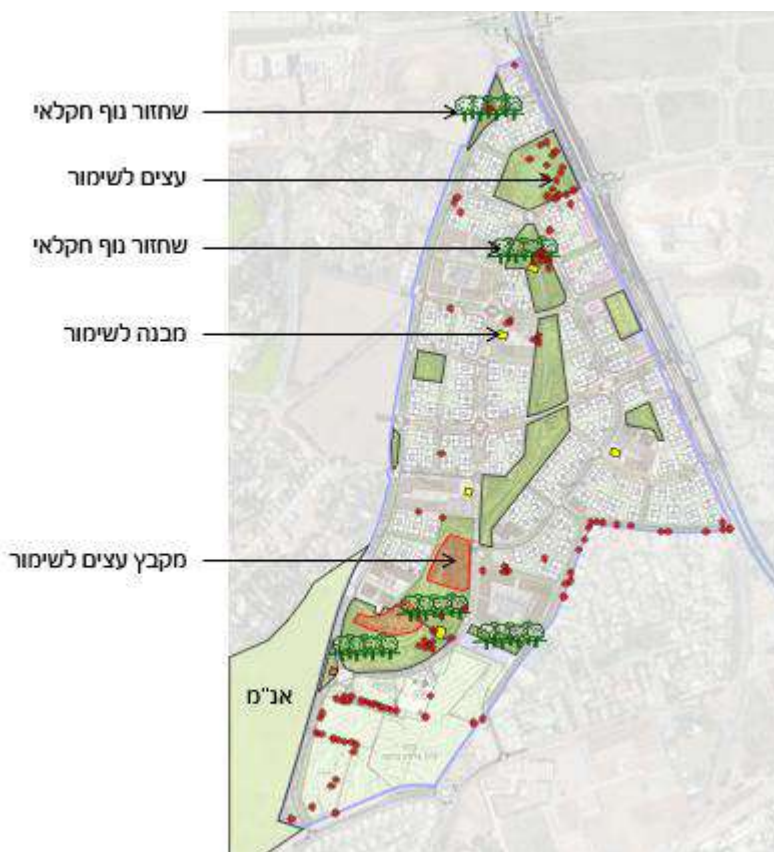 שחזור נוף חקלאי
עצים לשימור
שחזור נוף חקלאי
מבנה לשימור
מקבץ עצים לשימור
אנ"מ